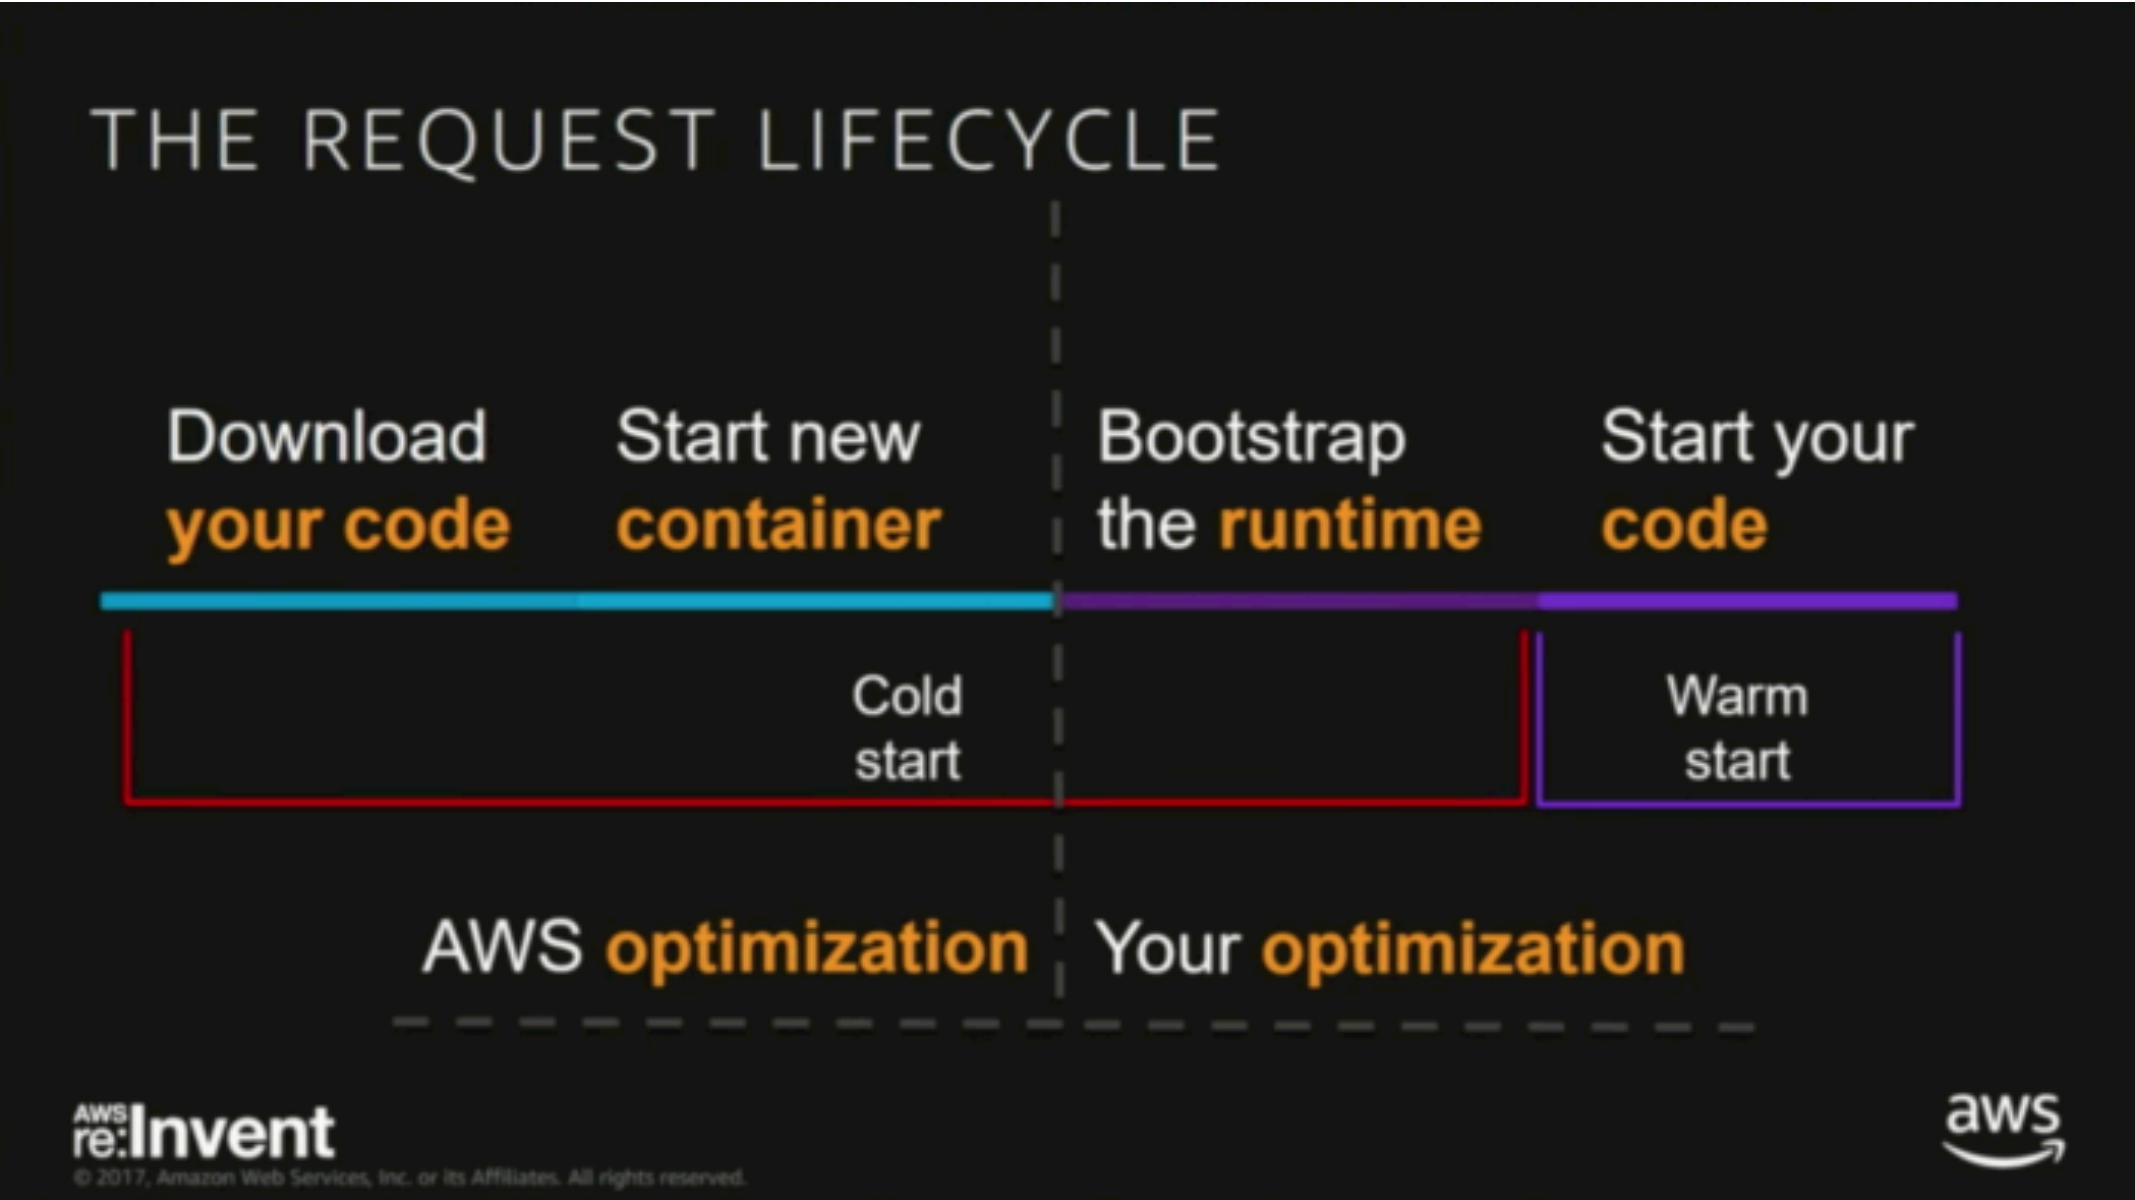 THE REQUEST LIFECYCLE
Download
your code
Start new
container
Bootstrap
the runtime
Start your
code
Cold
start
Warm
start
AWS optimization
Your optimization
AWS
re:Invent
© 2017, Amazon Web Services, Inc. or its Affiliates. All rights reserved.
aws